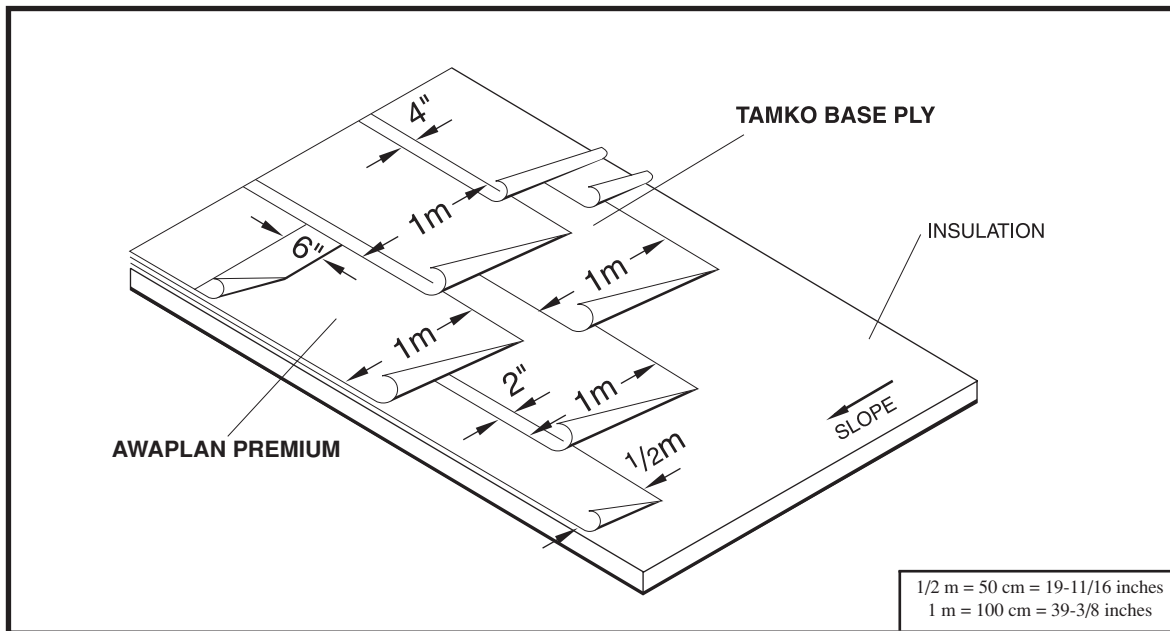 4"
TAMKO BASE PLY
1m
INSULATION
6"
1m
1m
2"
1m
SLOPE
AWAPLAN PREMIUM
1/2m
1/2 m = 50 cm = 19-11/16 inches
1 m = 100 cm = 39-3/8 inches